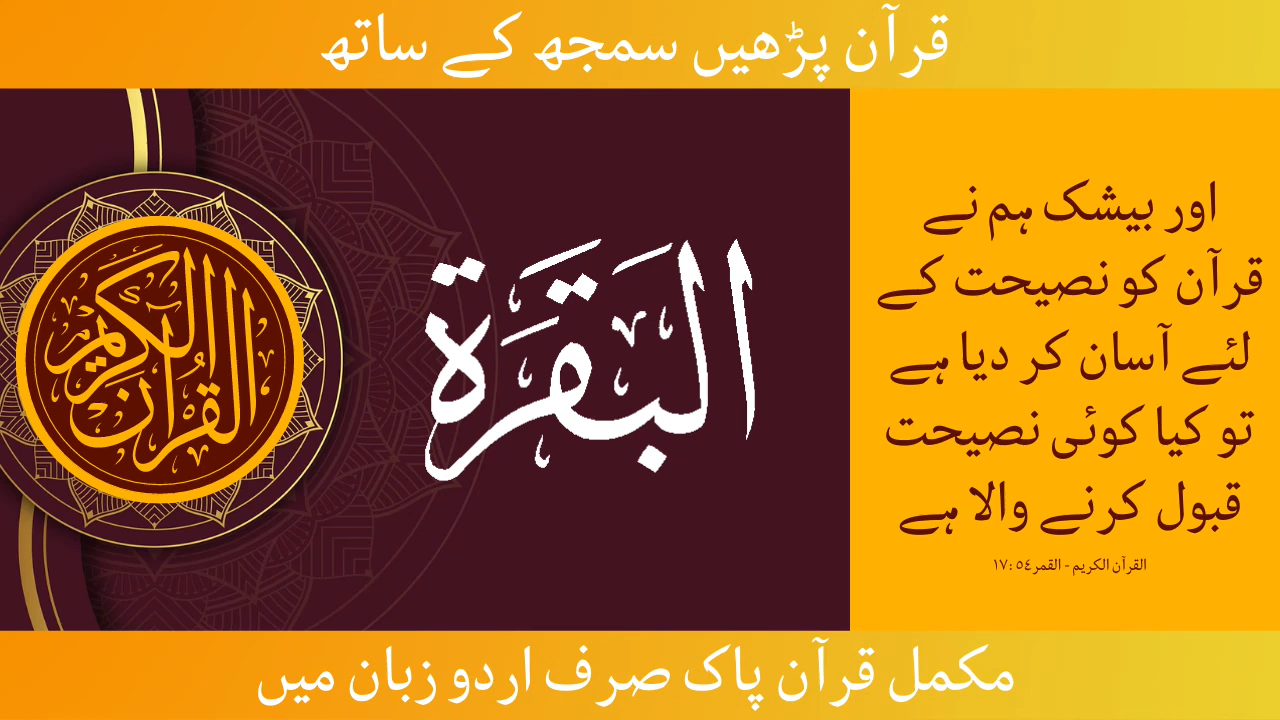 قرآن پڑھیں سمجھ کے ساتھ
القرآن الكريم
البقرة
اور بیشک ہم نے
قرآن کو نصیحت کے
لئے آسان کر دیا ہے
تو کیا کوئی نصیحت
قبول کرنے والا ہے
القرآن الکریم - القمر ٥٤ : ١٧
مکمل قرآن پاک صرف اردو زبان میں